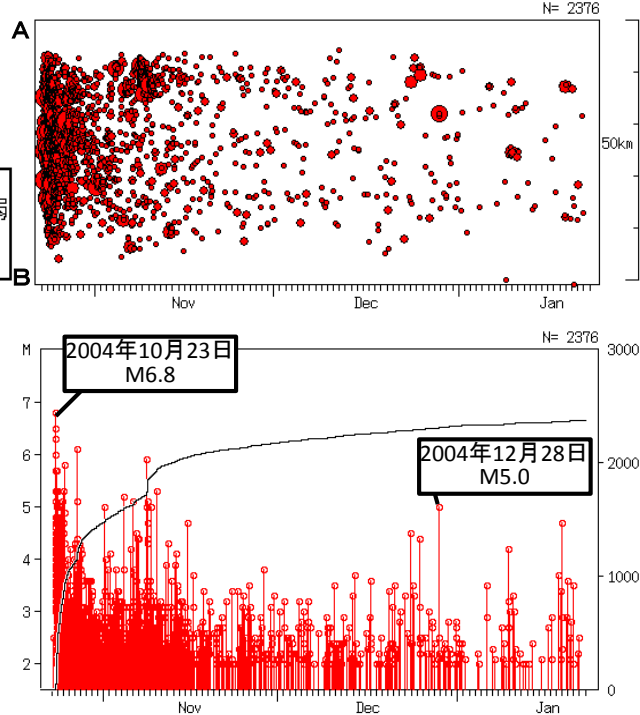 N= 2376
A
50km
B
Nov
Dec
Jan
N= 2376
M
3000
2004年10月23日
M6.8
7
6
2004年12月28日
M5.0
2000
5
4
1000
3
2
0
Nov
Dec
Jan